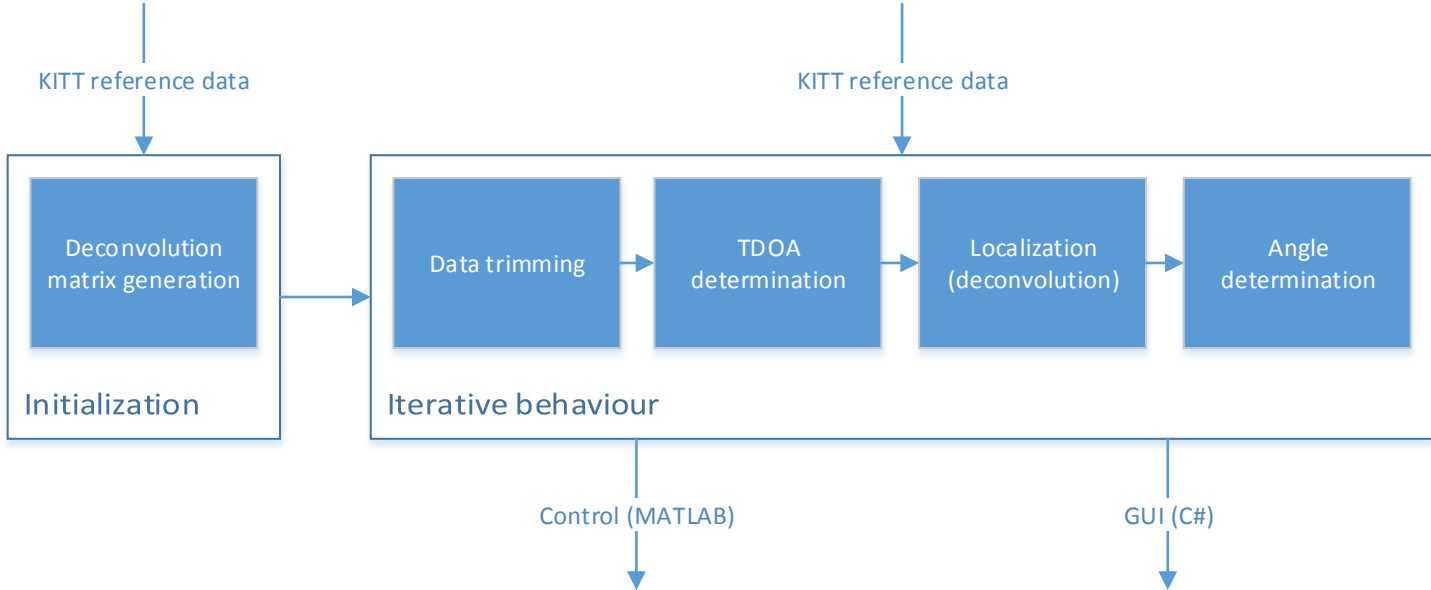 KITT reference data
KITT reference data
Deconvolution
matrix generation
Data trimming
TDOA
determination
Localization
(deconvolution)
Angle
determination
Initialization
Iterative behaviour
Control (MATLAB)
GUI (C#)